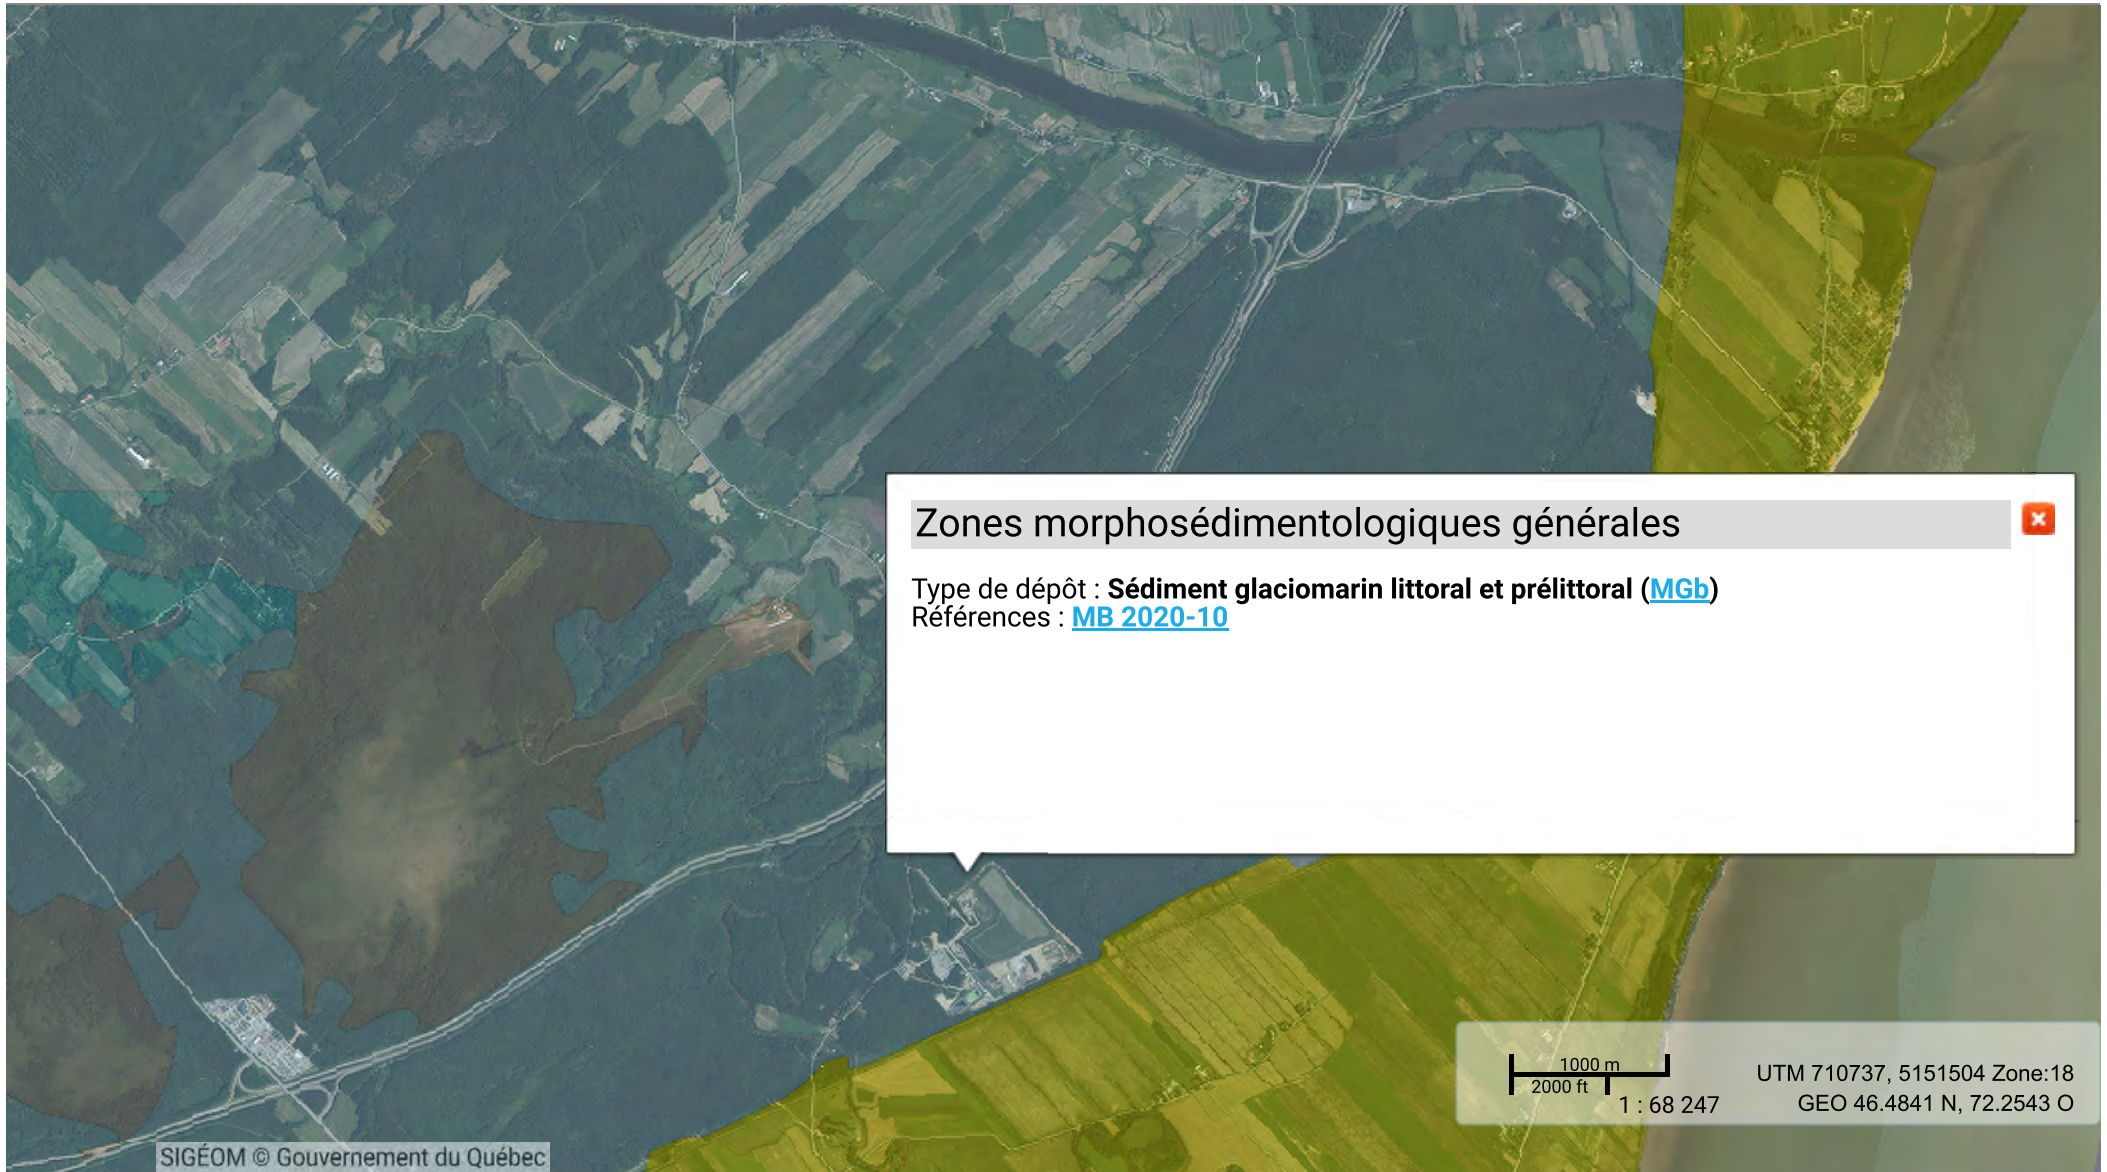 Zones morphosédimentologiques générales
Type de dépôt : Sédiment glaciomarin littoral et prélittoral (MGb)
Références : MB 2020-10
1000 m
2000 ft
1 : 68 247
UTM 710737, 5151504 Zone:18
GEO 46.4841 N, 72.2543 O
SIGÉOM © Gouvernement du Québec